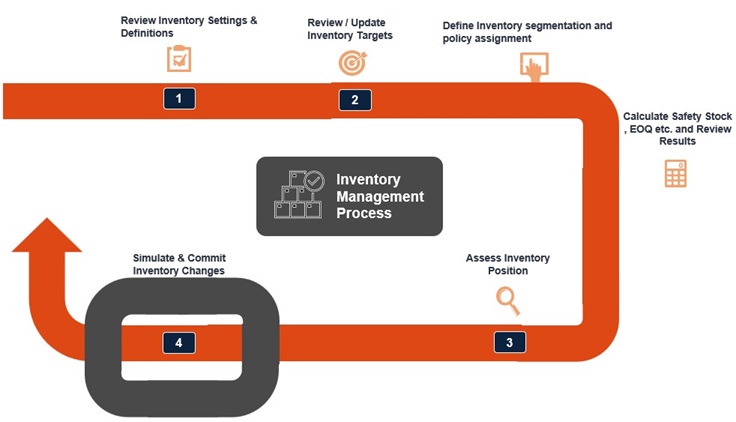 Review Inventory Settings &
Definitions
Review / Update
Inventory Targets
Define Inventory segmentation and
policy assignment
1
2
Calculate Safety Stock
, EOQ etc. and Review
Results
Inventory
Management
Process
Simulate & Commit
Inventory Changes
Assess Inventory
Position
4
3